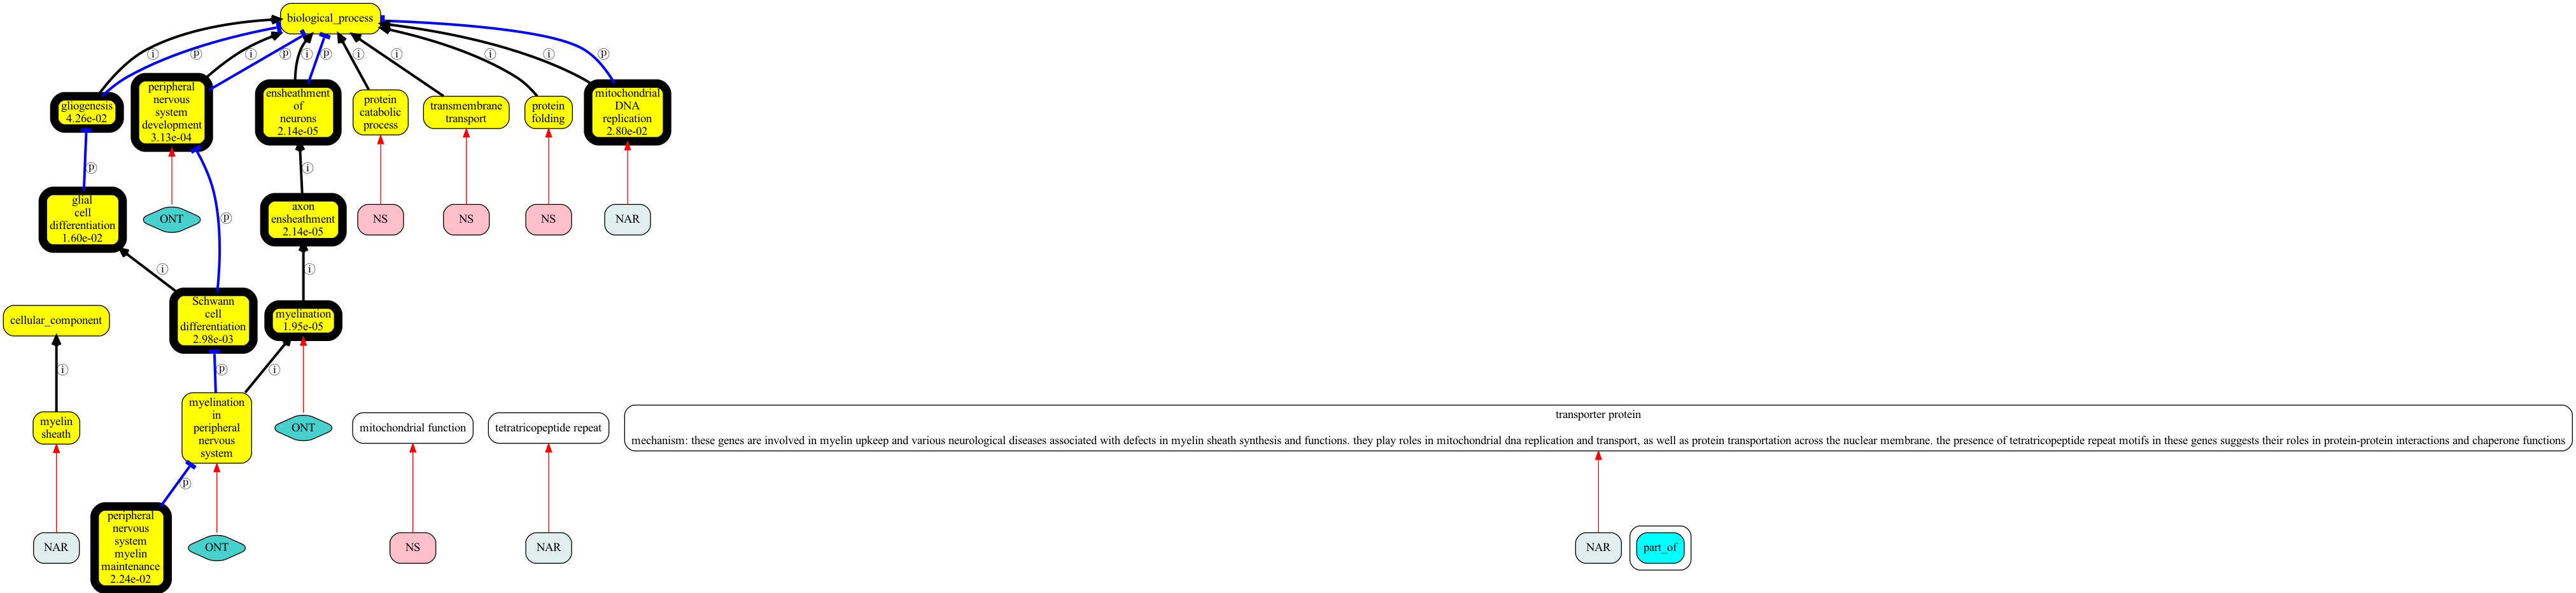 biological_process
ⓘ
ⓟ
ⓘ
ⓟ
ⓘ
ⓟ
ⓘ
ⓘ
ⓘ
ⓘ
ⓟ
gliogenesis
4.26e-02
peripheral
nervous
system
development
3.13e-04
ensheathment
of
neurons
2.14e-05
protein
catabolic
process
transmembrane
transport
protein
folding
mitochondrial
DNA
replication
2.80e-02
ⓟ
ⓘ
glial
cell
differentiation
1.60e-02
ONT
ⓟ
axon
ensheathment
2.14e-05
NS
NS
NS
NAR
ⓘ
ⓘ
cellular_component
Schwann
cell
differentiation
2.98e-03
myelination
1.95e-05
ⓘ
ⓟ
ⓘ
myelin
sheath
myelination
in
peripheral
nervous
system
ONT
mitochondrial function
tetratricopeptide repeat
transporter protein
mechanism: these genes are involved in myelin upkeep and various neurological diseases associated with defects in myelin sheath synthesis and functions. they play roles in mitochondrial dna replication and transport, as well as protein transportation across the nuclear membrane. the presence of tetratricopeptide repeat motifs in these genes suggests their roles in protein-protein interactions and chaperone functions
ⓟ
NAR
peripheral
nervous
system
myelin
maintenance
2.24e-02
ONT
NS
NAR
NAR
part_of